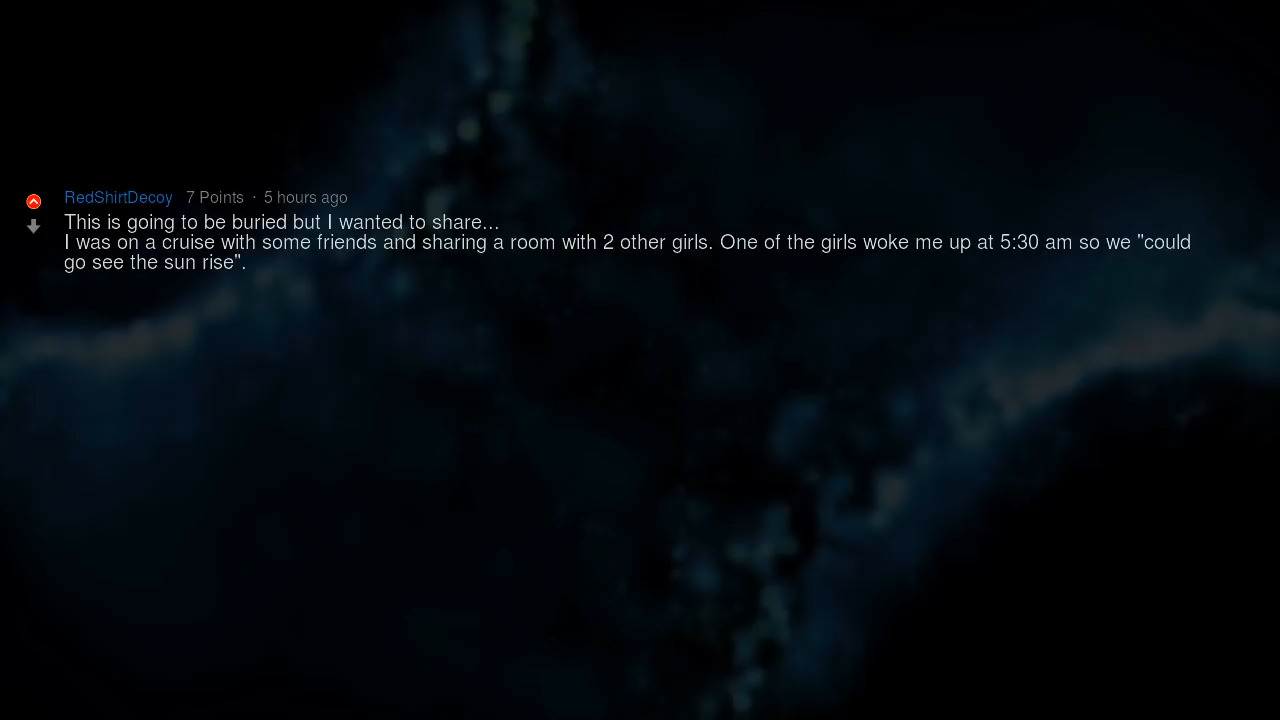 RedShirtDecoy 7 Points · 5 hours ago
This is going to be buried but I wanted to share...
I was on a cruise with some friends and sharing a room with 2 other girls. One of the girls woke me up at 5:30 am so we "could
go see the sun rise".